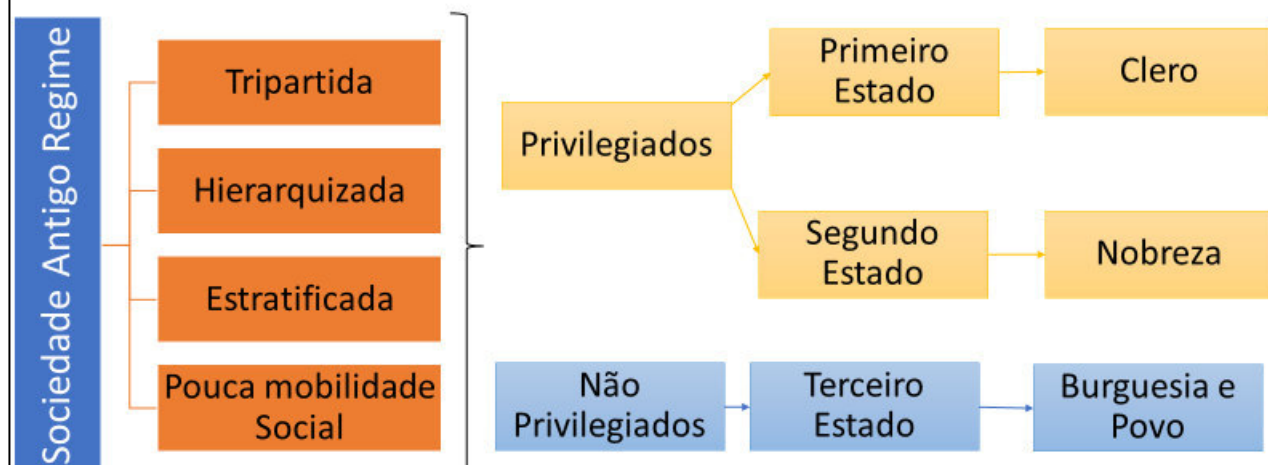 Sociedade Antigo Regime
Tripartida
Hierarquizada
Estratificada
Pouca mobilidade
Social
Privilegiados
Primeiro
Estado
Clero
Segundo
Estado
Nobreza
Não
Privilegiados
Terceiro
Estado
Burguesia e
Povo